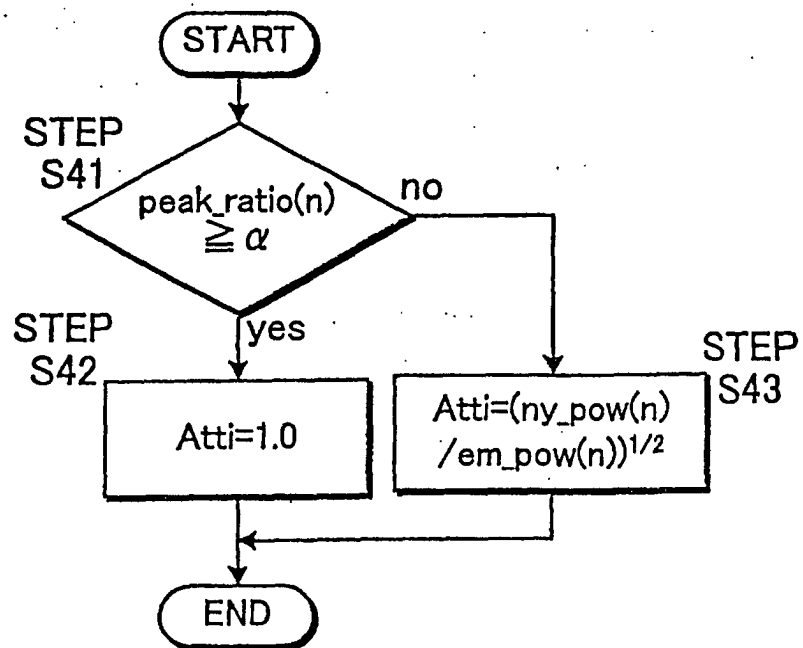 START
STEP
S41
peak_ratio(n)
≧ α
no
yes
STEP
S42
Atti=1.0
STEP
S43
Atti=(ny_pow(n)
/em_pow(n))^1/2
END